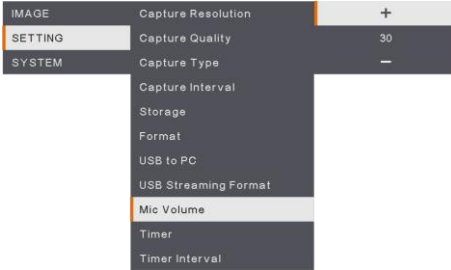 IMAGE
SETTING
SYSTEM
Capture Resolution
Capture Quality
Capture Type
Capture Interval
Storage
Format
USB to PC
USB Streaming Format
Mic Volume
Timer
Timer Interval
+
30
−